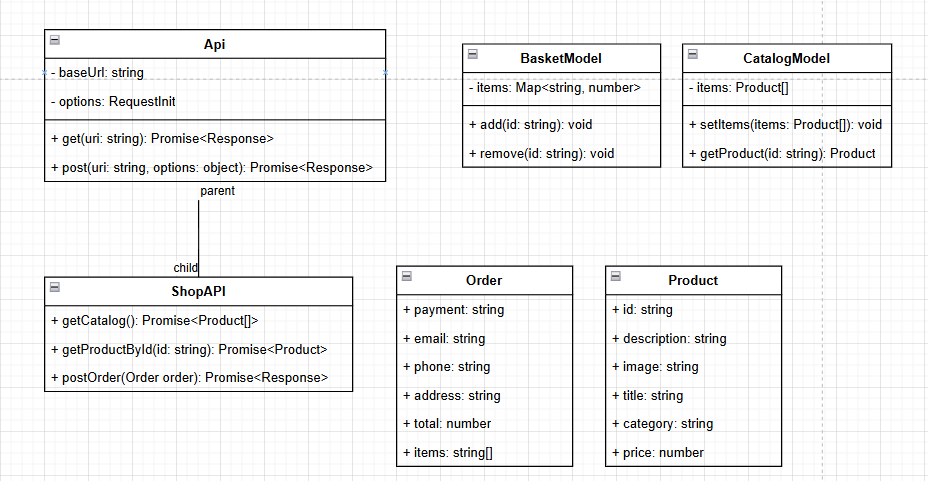 Api
- baseUrl: string
- options: RequestInit
+ get(uri: string): Promise<Response>
+ post(uri: string, options: object): Promise<Response>
parent
child
ShopAPI
+ getCatalog(): Promise<Product[]>
+ getProductById(id: string): Promise<Product>
+ postOrder(Order order): Promise<Response>
BasketModel
- items: Map<string, number>
+ add(id: string): void
+ remove(id: string): void
CatalogModel
- items: Product[]
+ setItems(items: Product[]): void
+ getProduct(id: string): Product
Order
+ payment: string
+ email: string
+ phone: string
+ address: string
+ total: number
+ items: string[]
Product
+ id: string
+ description: string
+ image: string
+ title: string
+ category: string
+ price: number